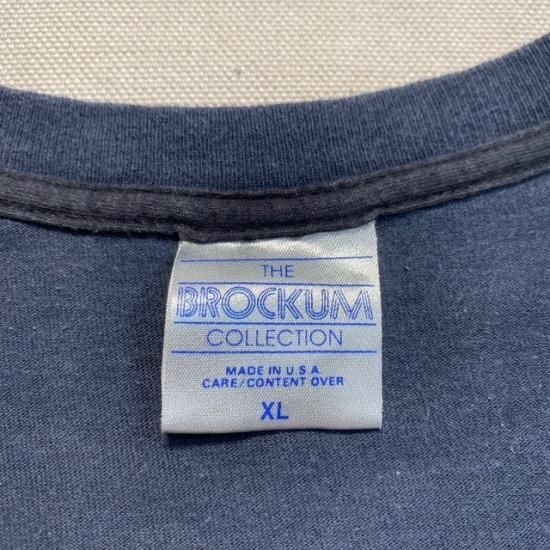 THE
BROCKUM
COLLECTION
MADE IN U.S.A.
CARE/CONTENT OVER
XL